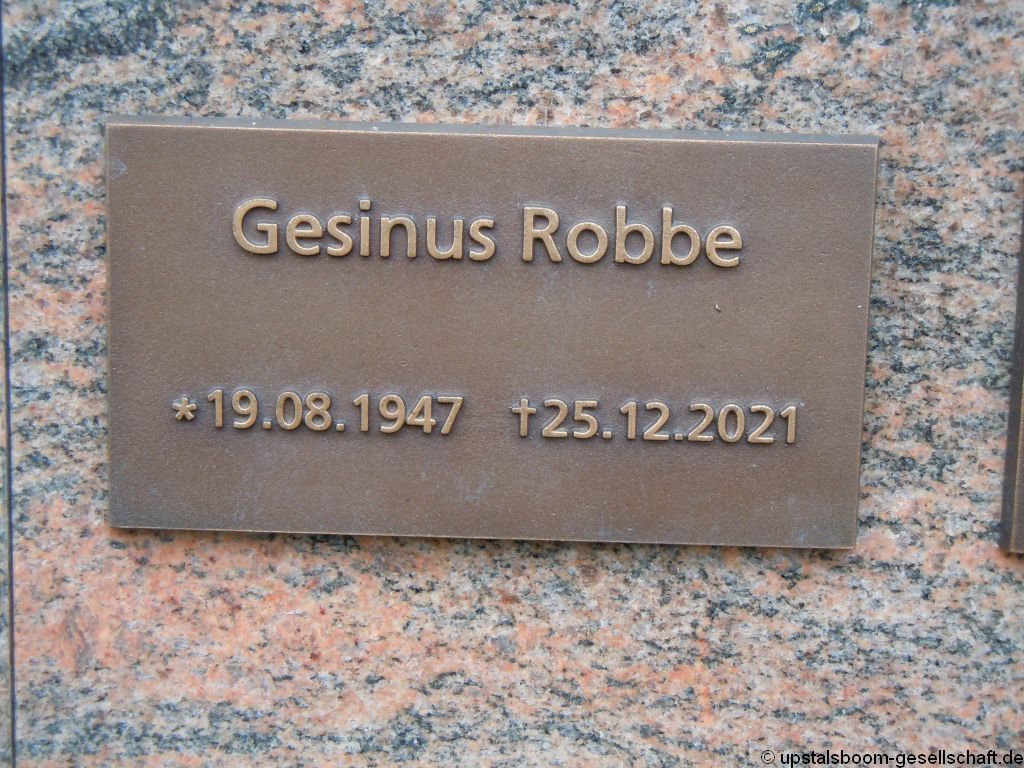 Gesinus Robbe
*19.08.1947 †25.12.2021
© upstalsboom-gesellschaft.de